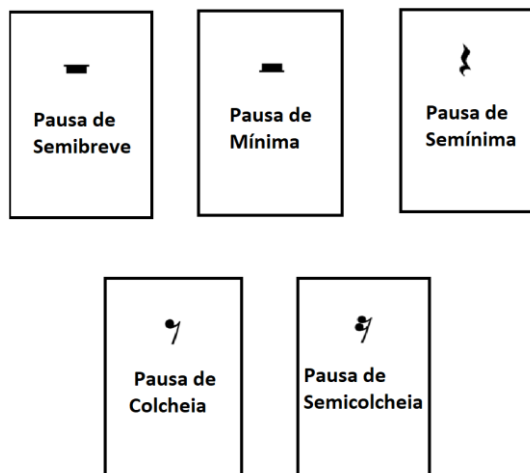 Pausa de
Semibreve
Pausa de
Mínima
Pausa de
Semínima
Pausa de
Colcheia
Pausa de
Semicolcheia